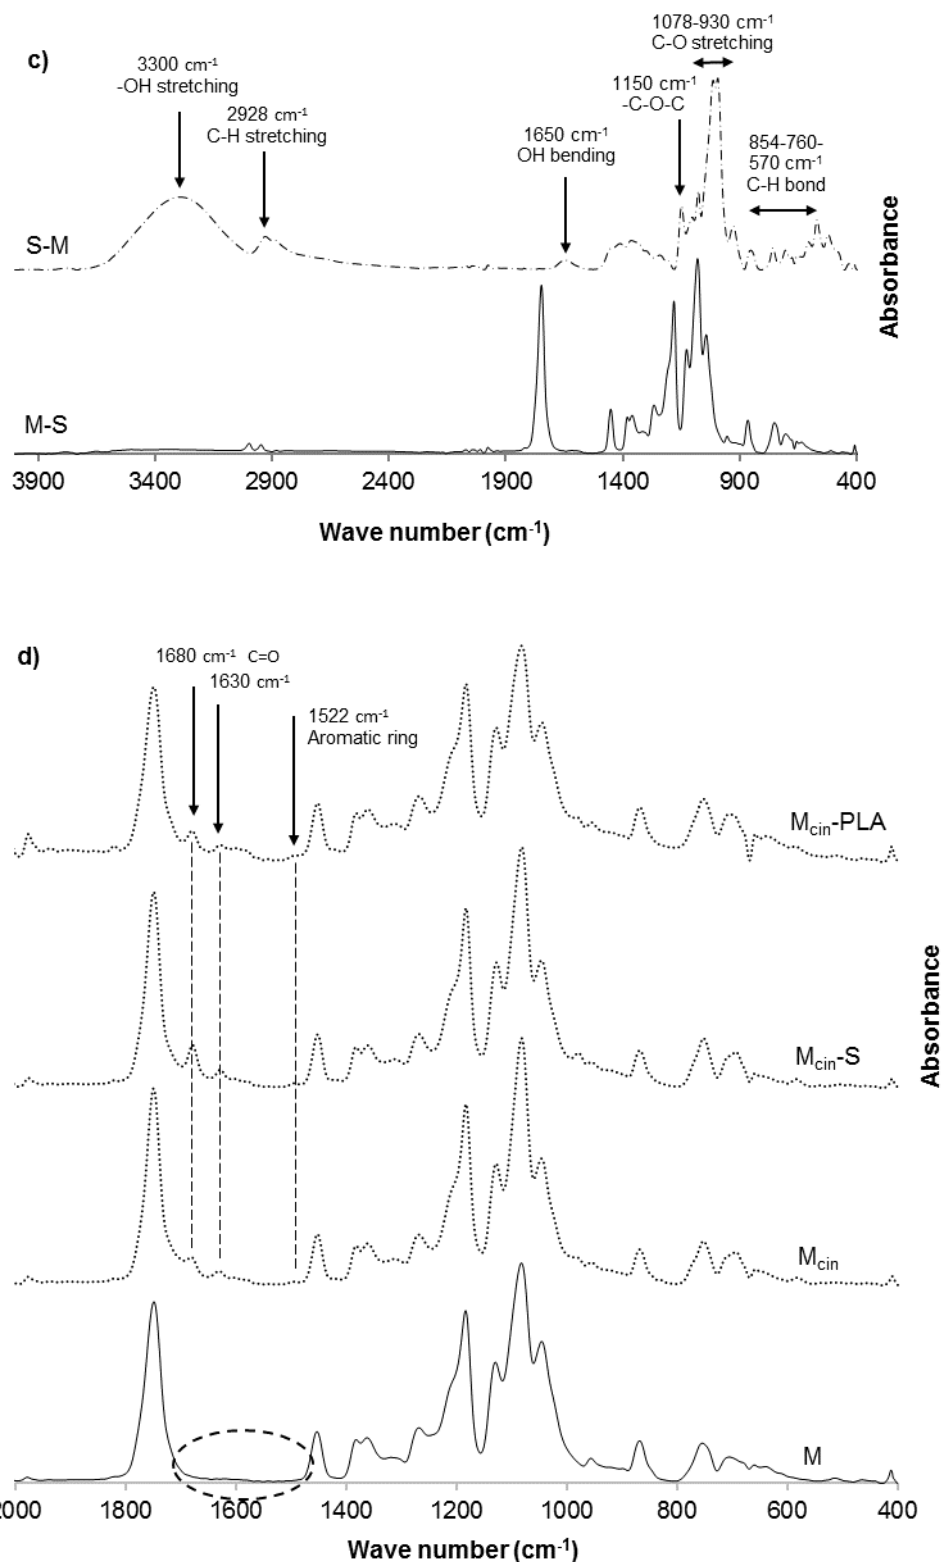 c)
3300 cm-1
-OH stretching
2928 cm-1
C-H stretching
1650 cm-1
OH bending
1150 cm-1
-C-O-C
1078-930 cm-1
C-O stretching
854-760-
570 cm-1
C-H bond
S-M
M-S
Absorbance
3900 3400 2900 2400 1900 1400 900 400
Wave number (cm-1)
d)
1680 cm-1 C=O
1630 cm-1
1522 cm-1
Aromatic ring
Mcin-PLA
Mcin-S
Mcin
M
Absorbance
2000 1800 1600 1400 1200 1000 800 600 400
Wave number (cm-1)